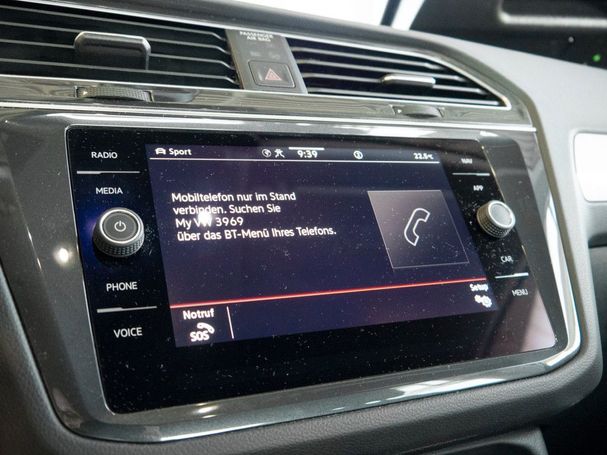 PASSENGER
AIR BAG
RADIO
MEDIA
PHONE
VOICE
Sport
9:39
22.5°C
Mobiltelefon nur im Stand
verbinden. Suchen Sie
My VW 3969
über das BT-Menü Ihres Telefons.
Notruf
SOS
Setup
NAV
APP
CAR
MENU